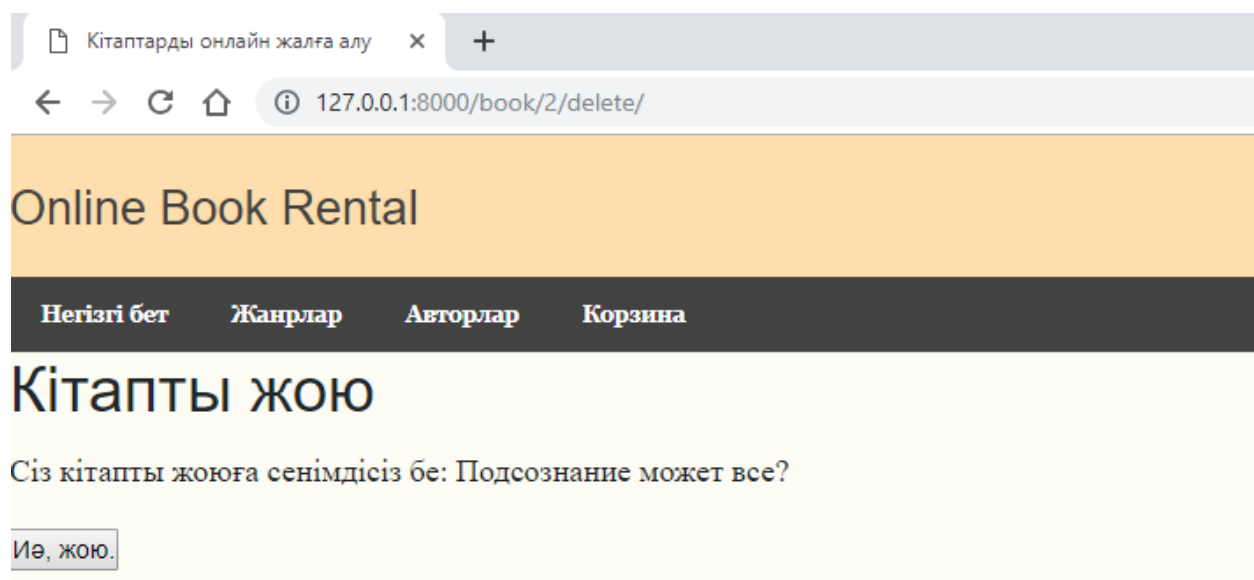 Кітаптарды онлайн жалға алу
127.0.0.1:8000/book/2/delete/
Online Book Rental
Негізгі бет Жанрлар Авторлар Корзина
Кітапты жою
Сіз кітапты жоюға сенімдісіз бе: Подсознание может все?
Иә, жою.